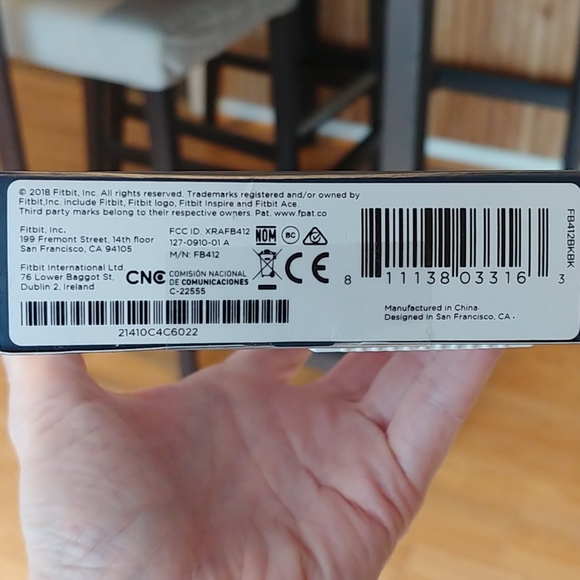 © 2018 Fitbit, Inc. All rights reserved. Trademarks registered and/or owned by
Fitbit,Inc. include Fitbit, Fitbit logo, Fitbit Inspire and Fitbit Ace.
Third party marks belong to their respective owners. Pat. www.fpat.co
Fitbit, Inc.
199 Fremont Street, 14th floor
San Francisco, CA 94105
Fitbit International Ltd.
76 Lower Baggot St,
Dublin 2, Ireland
FCC ID. XRAFB412
127-0910-01 A
M/N: FB412
NOM
BC
CNC COMISIÓN NACIONAL
DE COMUNICACIONES
C-22555
CE
21410C4C6022
8 11138 03316 3
FB412BKBK
Manufactured in China
Designed in San Francisco, CA